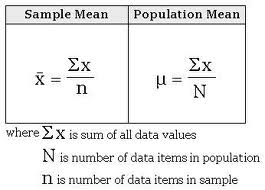 Sample Mean Population Mean
x̄ = Σx / n μ = Σx / N
where Σx is sum of all data values
N is number of data items in population
n is number of data items in sample